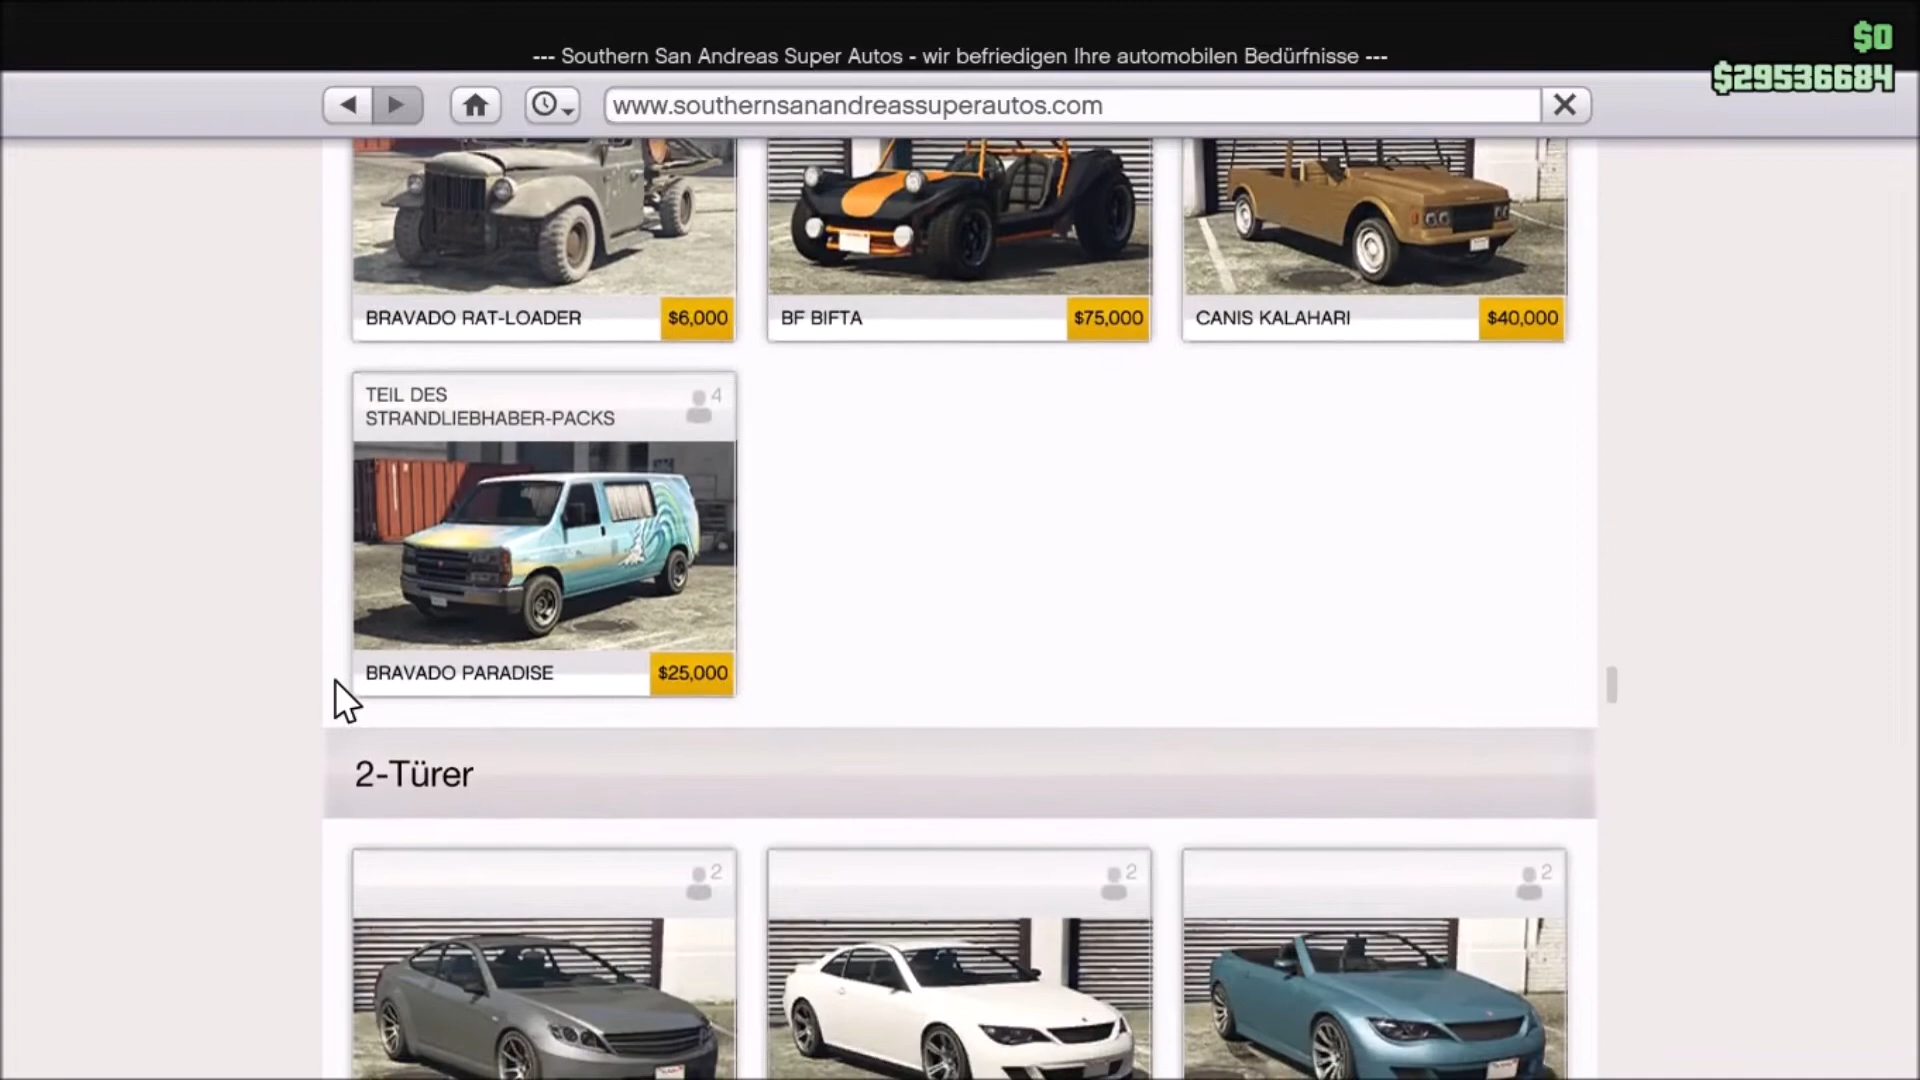 $0
--- Southern San Andreas Super Autos - wir befriedigen Ihre automobilen Bedürfnisse ---
$29536684
www.southernsanandreassuperautos.com
BRAVADO RAT-LOADER
$6,000
BF BIFTA
$75,000
CANIS KALAHARI
$40,000
TEIL DES
STRANDLIEBHABER-PACKS
4
BRAVADO PARADISE
$25,000
2-Türer
2
2
2